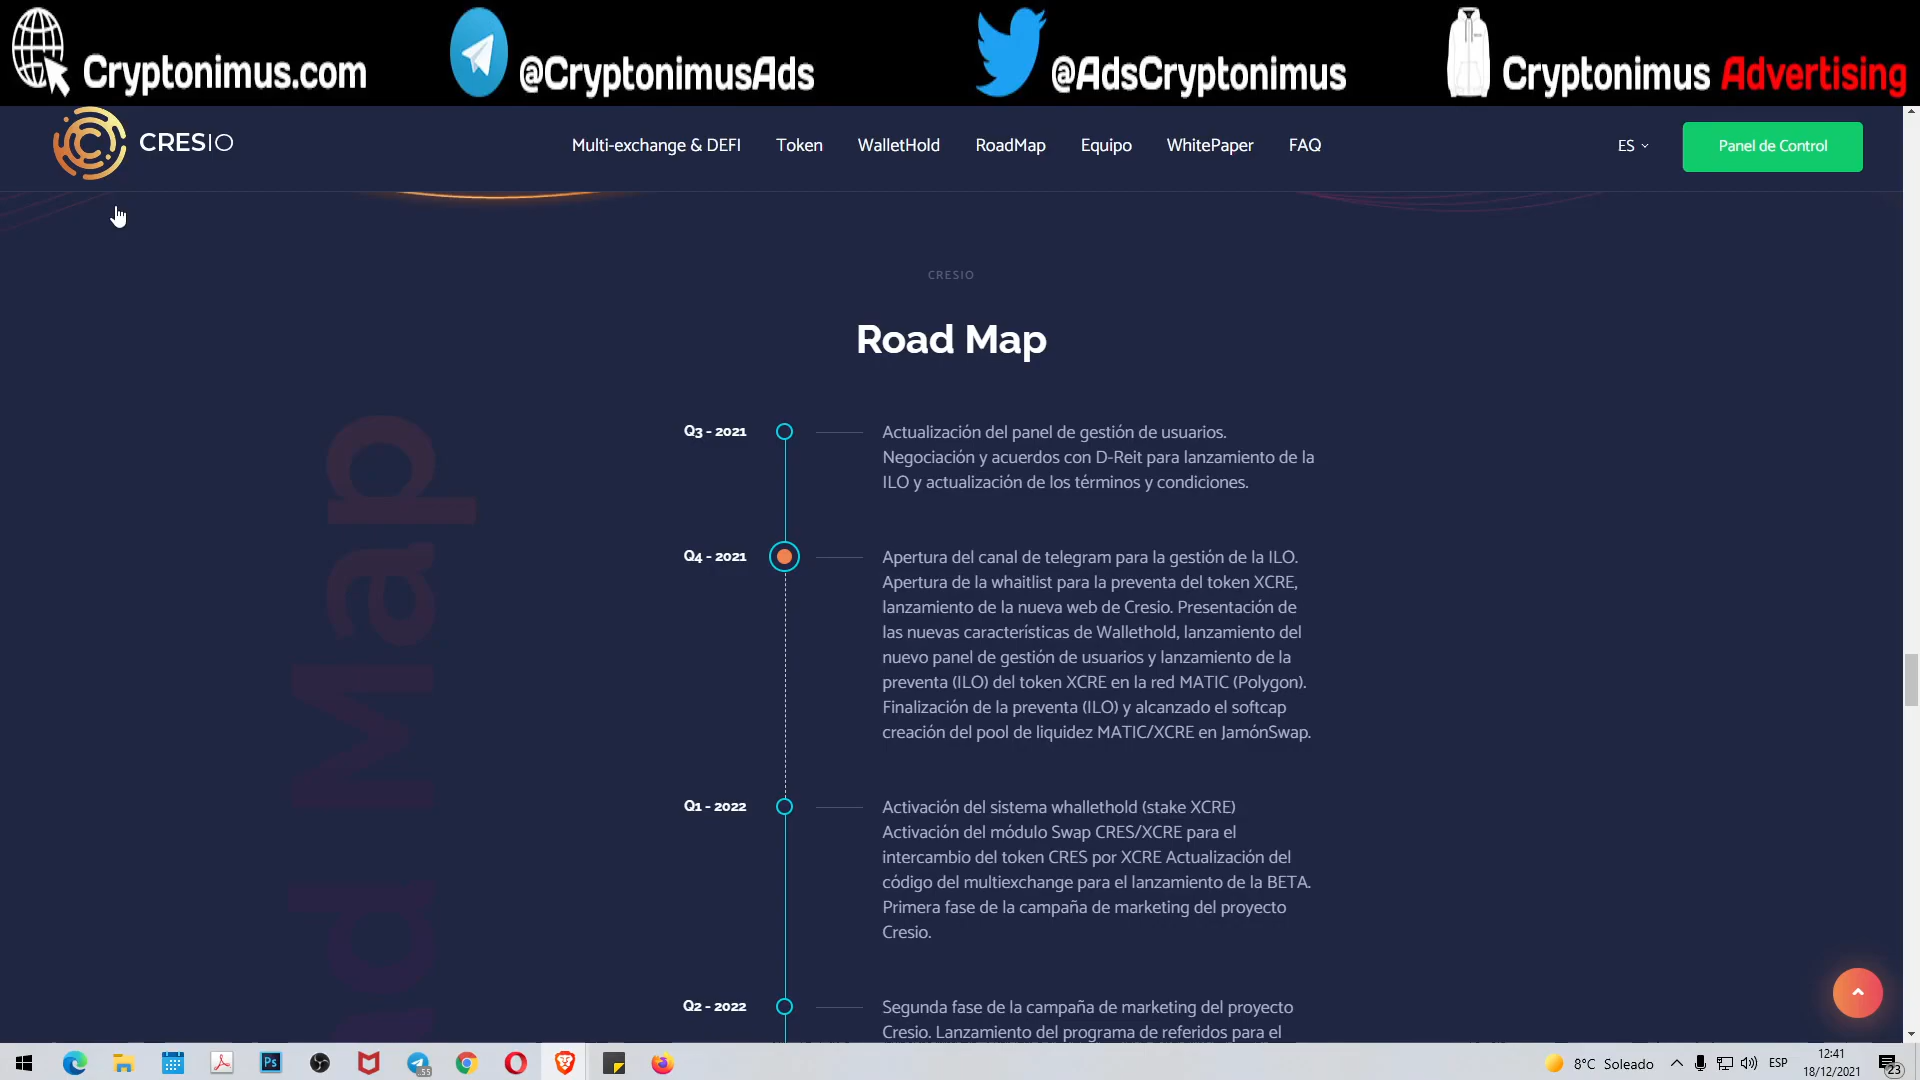 Cryptonimus.com
@CryptonimusAds
@AdsCryptonimus
Cryptonimus Advertising
CRESIO
Multi-exchange & DEFI
Token
WalletHold
RoadMap
Equipo
WhitePaper
FAQ
ES
Panel de Control
CRESIO
Road Map
Road Map
Q3 - 2021
Actualización del panel de gestión de usuarios.
Negociación y acuerdos con D-Reit para lanzamiento de la
ILO y actualización de los términos y condiciones.
Q4 - 2021
Apertura del canal de telegram para la gestión de la ILO.
Apertura de la whaitlist para la preventa del token XCRE,
lanzamiento de la nueva web de Cresio. Presentación de
las nuevas características de Wallethold, lanzamiento del
nuevo panel de gestión de usuarios y lanzamiento de la
preventa (ILO) del token XCRE en la red MATIC (Polygon).
Finalización de la preventa (ILO) y alcanzado el softcap
creación del pool de liquidez MATIC/XCRE en JamónSwap.
Q1 - 2022
Activación del sistema whallethold (stake XCRE)
Activación del módulo Swap CRES/XCRE para el
intercambio del token CRES por XCRE Actualización del
código del multiexchange para el lanzamiento de la BETA.
Primera fase de la campaña de marketing del proyecto
Cresio.
Q2 - 2022
Segunda fase de la campaña de marketing del proyecto
Cresio. Lanzamiento del programa de referidos para el
Ps
55
8°C Soleado
ESP
12:41
18/12/2021
23